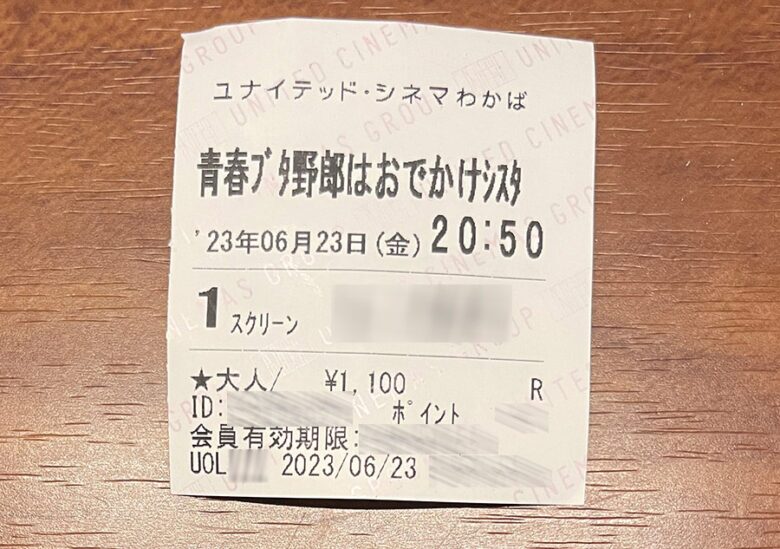 ユナイテッド・シネマわかば
青春ﾌﾞﾀ野郎はおでかけｼｽﾀ
'23年06月23日(金) 20:50
1 スクリーン
★大人/ ¥1,100 R
ID: ﾎﾟｲﾝﾄ
会員有効期限:
UOL 2023/06/23